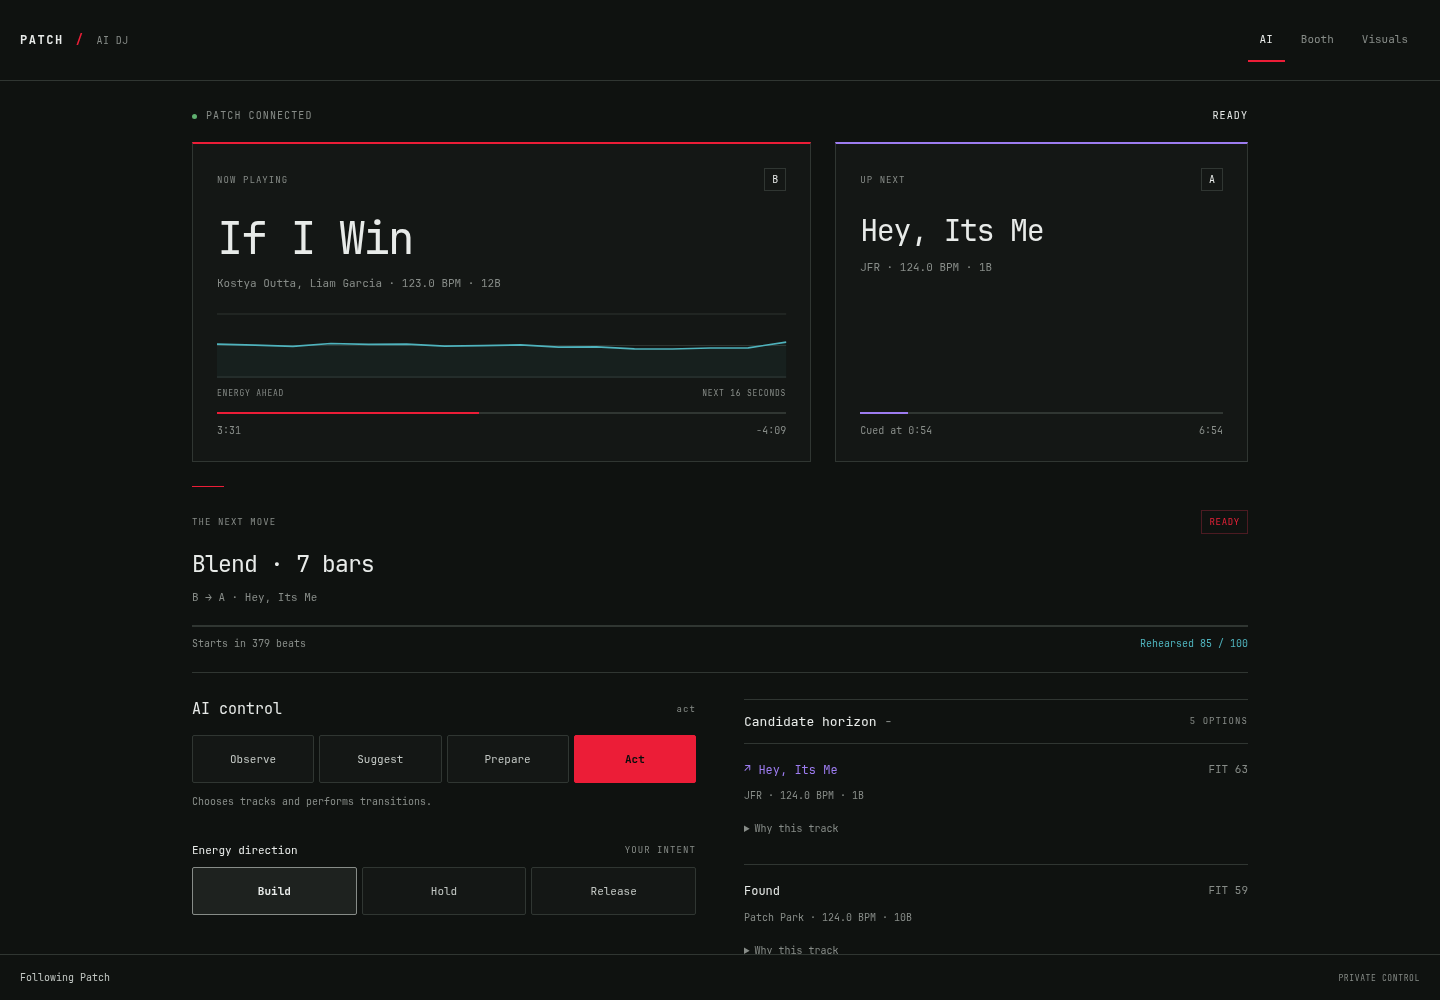 PATCH / AI DJ
AI Booth Visuals
PATCH CONNECTED
READY
NOW PLAYING
B
If I Win
Kostya Outta, Liam Garcia · 123.0 BPM · 12B
ENERGY AHEAD
NEXT 16 SECONDS
3:31
-4:09
UP NEXT
A
Hey, Its Me
JFR · 124.0 BPM · 1B
Cued at 0:54
6:54
THE NEXT MOVE
READY
Blend · 7 bars
B → A · Hey, Its Me
Starts in 379 beats
Rehearsed 85 / 100
AI control
act
Observe
Suggest
Prepare
Act
Chooses tracks and performs transitions.
Energy direction
YOUR INTENT
Build
Hold
Release
Candidate horizon –
5 OPTIONS
↗ Hey, Its Me
FIT 63
JFR · 124.0 BPM · 1B
▶ Why this track
Found
FIT 59
Patch Park · 124.0 BPM · 10B
▶ Why this track
Following Patch
PRIVATE CONTROL